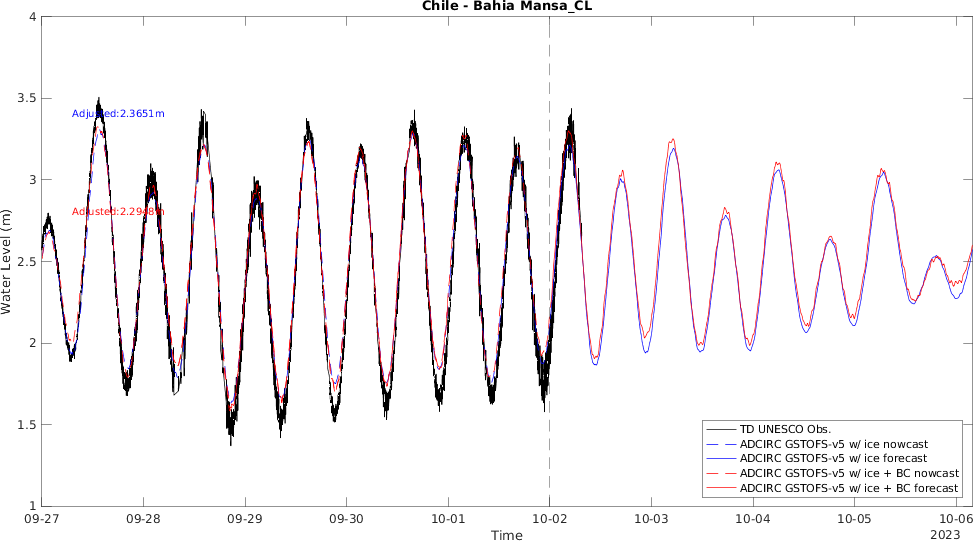 Chile - Bahia Mansa_CL
4
3.5
3
2.5
2
1.5
1
Water Level (m)
Adjusted:2.3651m
TD UNESCO Obs.
ADCIRC GSTOFS-v5 w/ ice nowcast
ADCIRC GSTOFS-v5 w/ ice forecast
ADCIRC GSTOFS-v5 w/ ice + BC nowcast
ADCIRC GSTOFS-v5 w/ ice + BC forecast
09-27 09-28 09-29 09-30 10-01 10-02 10-03 10-04 10-05 10-06
Time
2023